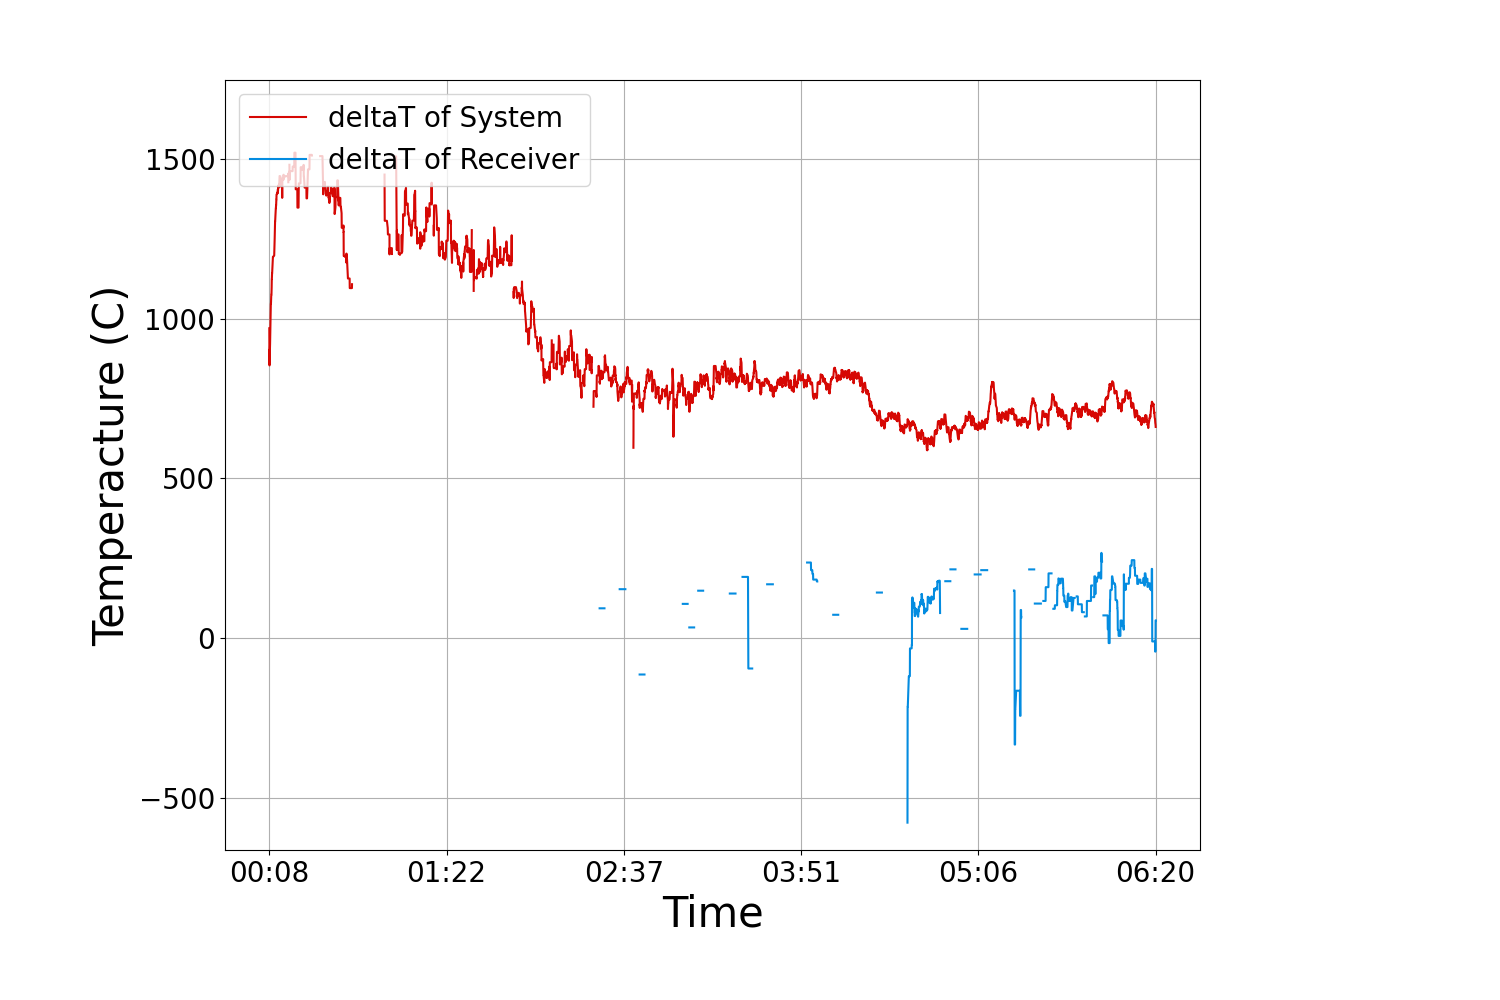 deltaT of System
deltaT of Receiver
1500
1000
500
0
−500
Temperacture (C)
00:08 01:22 02:37 03:51 05:06 06:20
Time